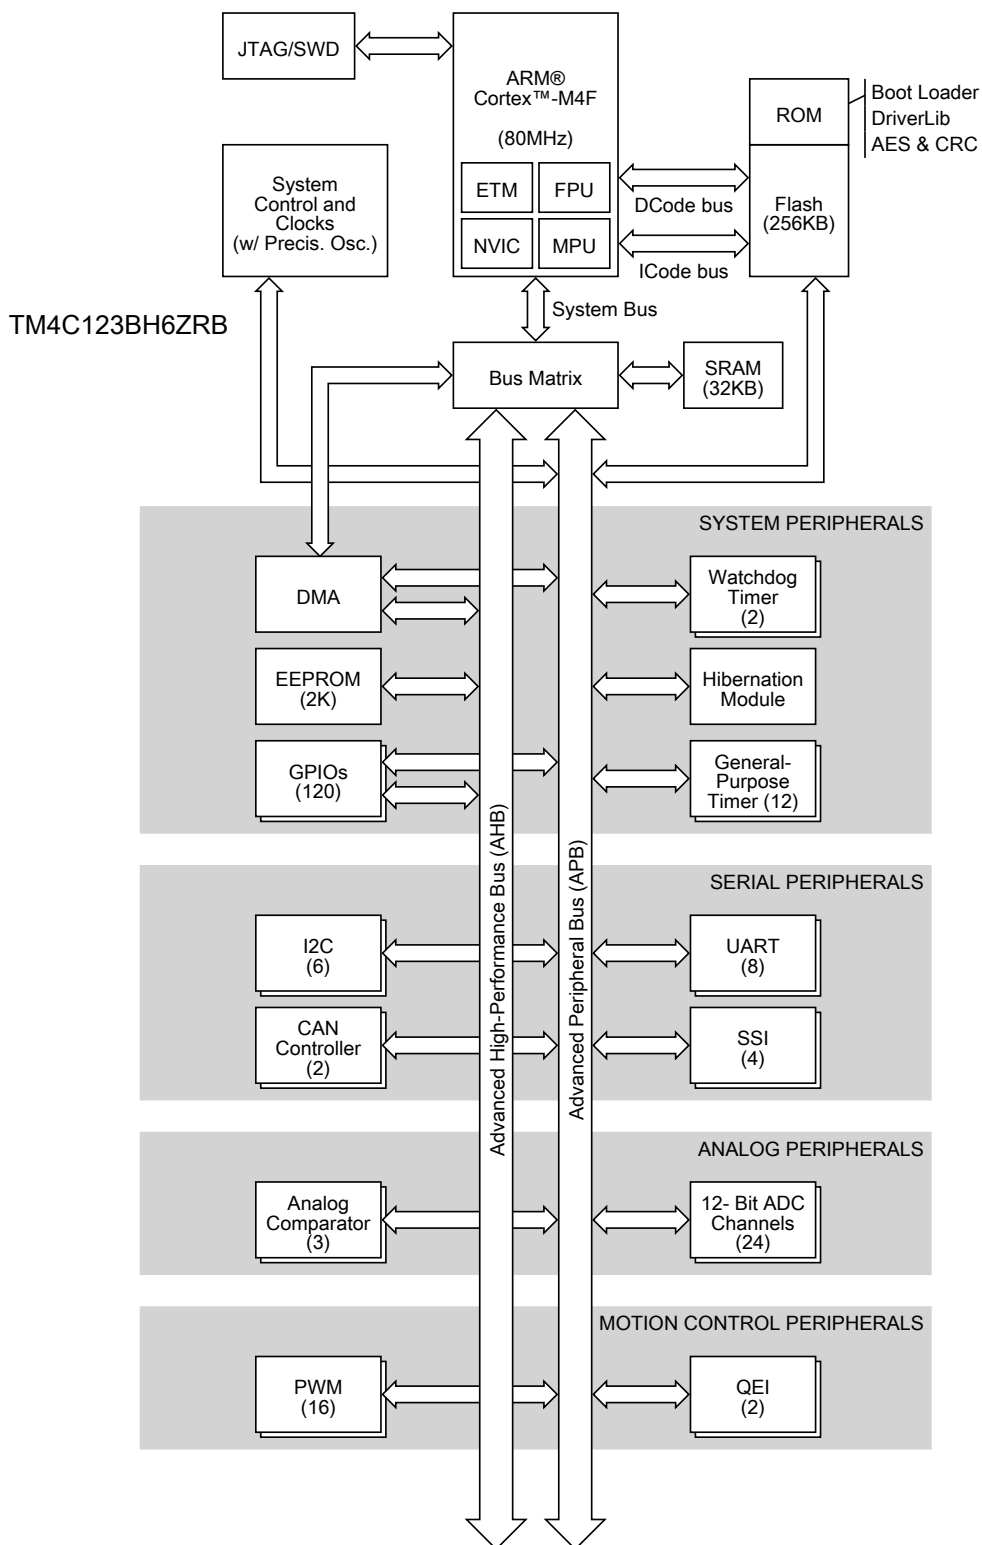 JTAG/SWD
ARM®
Cortex™-M4F
(80MHz)
ETM
FPU
NVIC
MPU
ROM
Boot Loader
DriverLib
AES & CRC
Flash
(256KB)
DCode bus
ICode bus
System
Control and
Clocks
(w/ Precis. Osc.)
System Bus
TM4C123BH6ZRB
Bus Matrix
SRAM
(32KB)
SYSTEM PERIPHERALS
DMA
Watchdog
Timer
(2)
EEPROM
(2K)
Hibernation
Module
GPIOs
(120)
General-
Purpose
Timer (12)
Advanced High-Performance Bus (AHB)
Advanced Peripheral Bus (APB)
SERIAL PERIPHERALS
I2C
(6)
UART
(8)
CAN
Controller
(2)
SSI
(4)
ANALOG PERIPHERALS
Analog
Comparator
(3)
12- Bit ADC
Channels
(24)
MOTION CONTROL PERIPHERALS
PWM
(16)
QEI
(2)